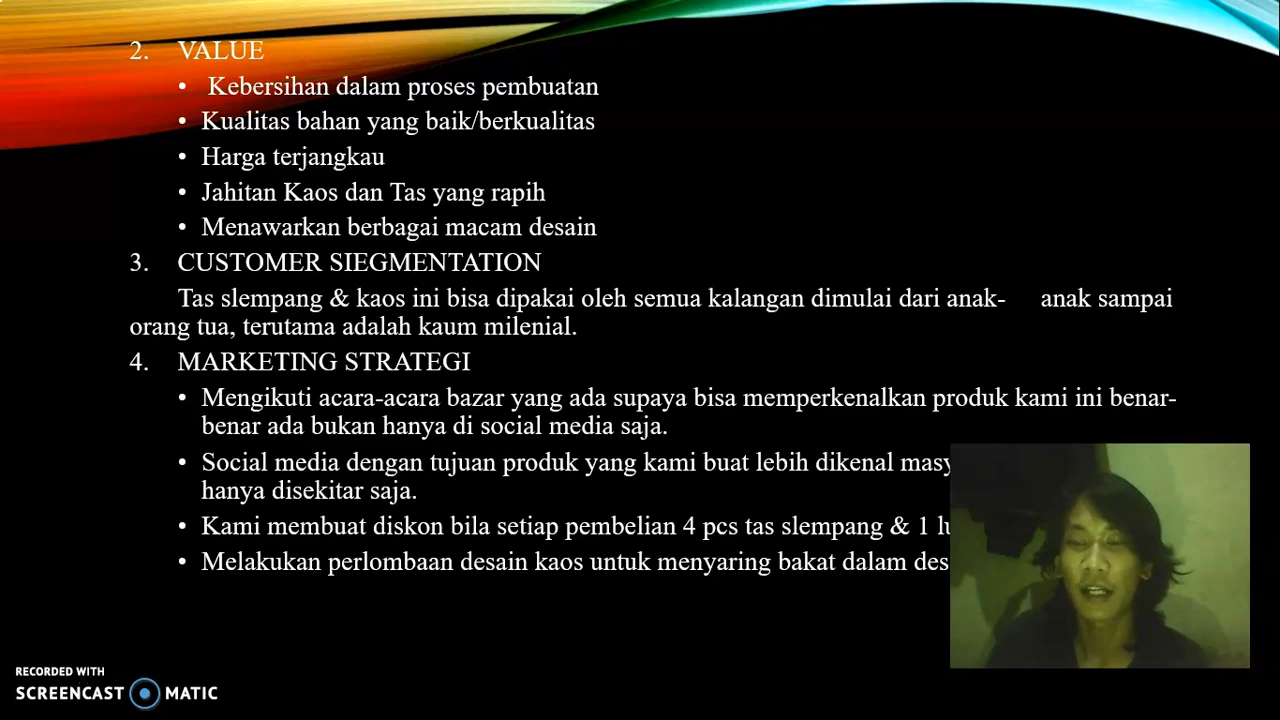 2. VALUE
• Kebersihan dalam proses pembuatan
• Kualitas bahan yang baik/berkualitas
• Harga terjangkau
• Jahitan Kaos dan Tas yang rapih
• Menawarkan berbagai macam desain
3. CUSTOMER SIEGMENTATION
Tas slempang & kaos ini bisa dipakai oleh semua kalangan dimulai dari anak- anak sampai
orang tua, terutama adalah kaum milenial.
4. MARKETING STRATEGI
• Mengikuti acara-acara bazar yang ada supaya bisa memperkenalkan produk kami ini benar-
benar ada bukan hanya di social media saja.
• Social media dengan tujuan produk yang kami buat lebih dikenal
hanya disekitar saja.
• Kami membuat diskon bila setiap pembelian 4 pcs tas slempang & 1
• Melakukan perlombaan desain kaos untuk menyaring bakat dalam
RECORDED WITH
SCREENCAST MATIC